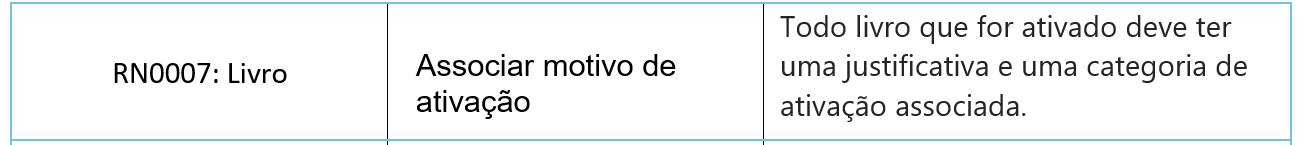 RN0007: Livro
Associar motivo de
ativação
Todo livro que for ativado deve ter
uma justificativa e uma categoria de
ativação associada.